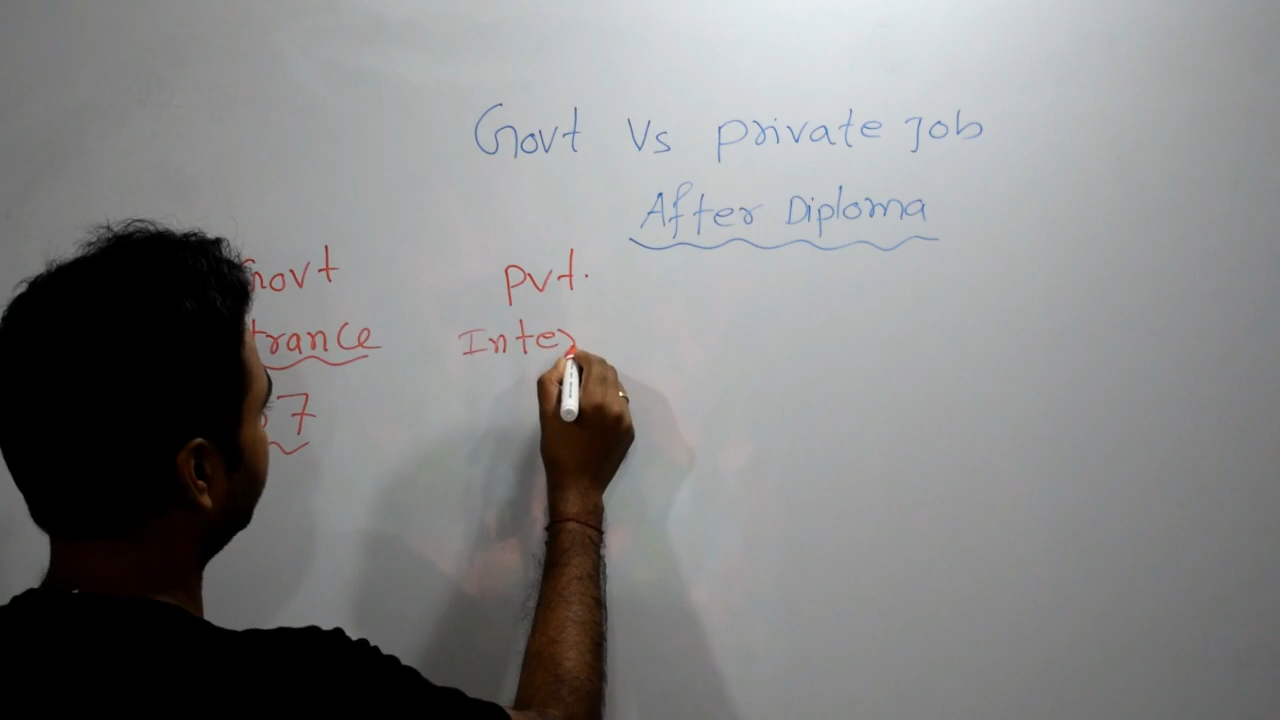 Govt Vs private Job
After Diploma
Govt Pvt.
trance Inter
7